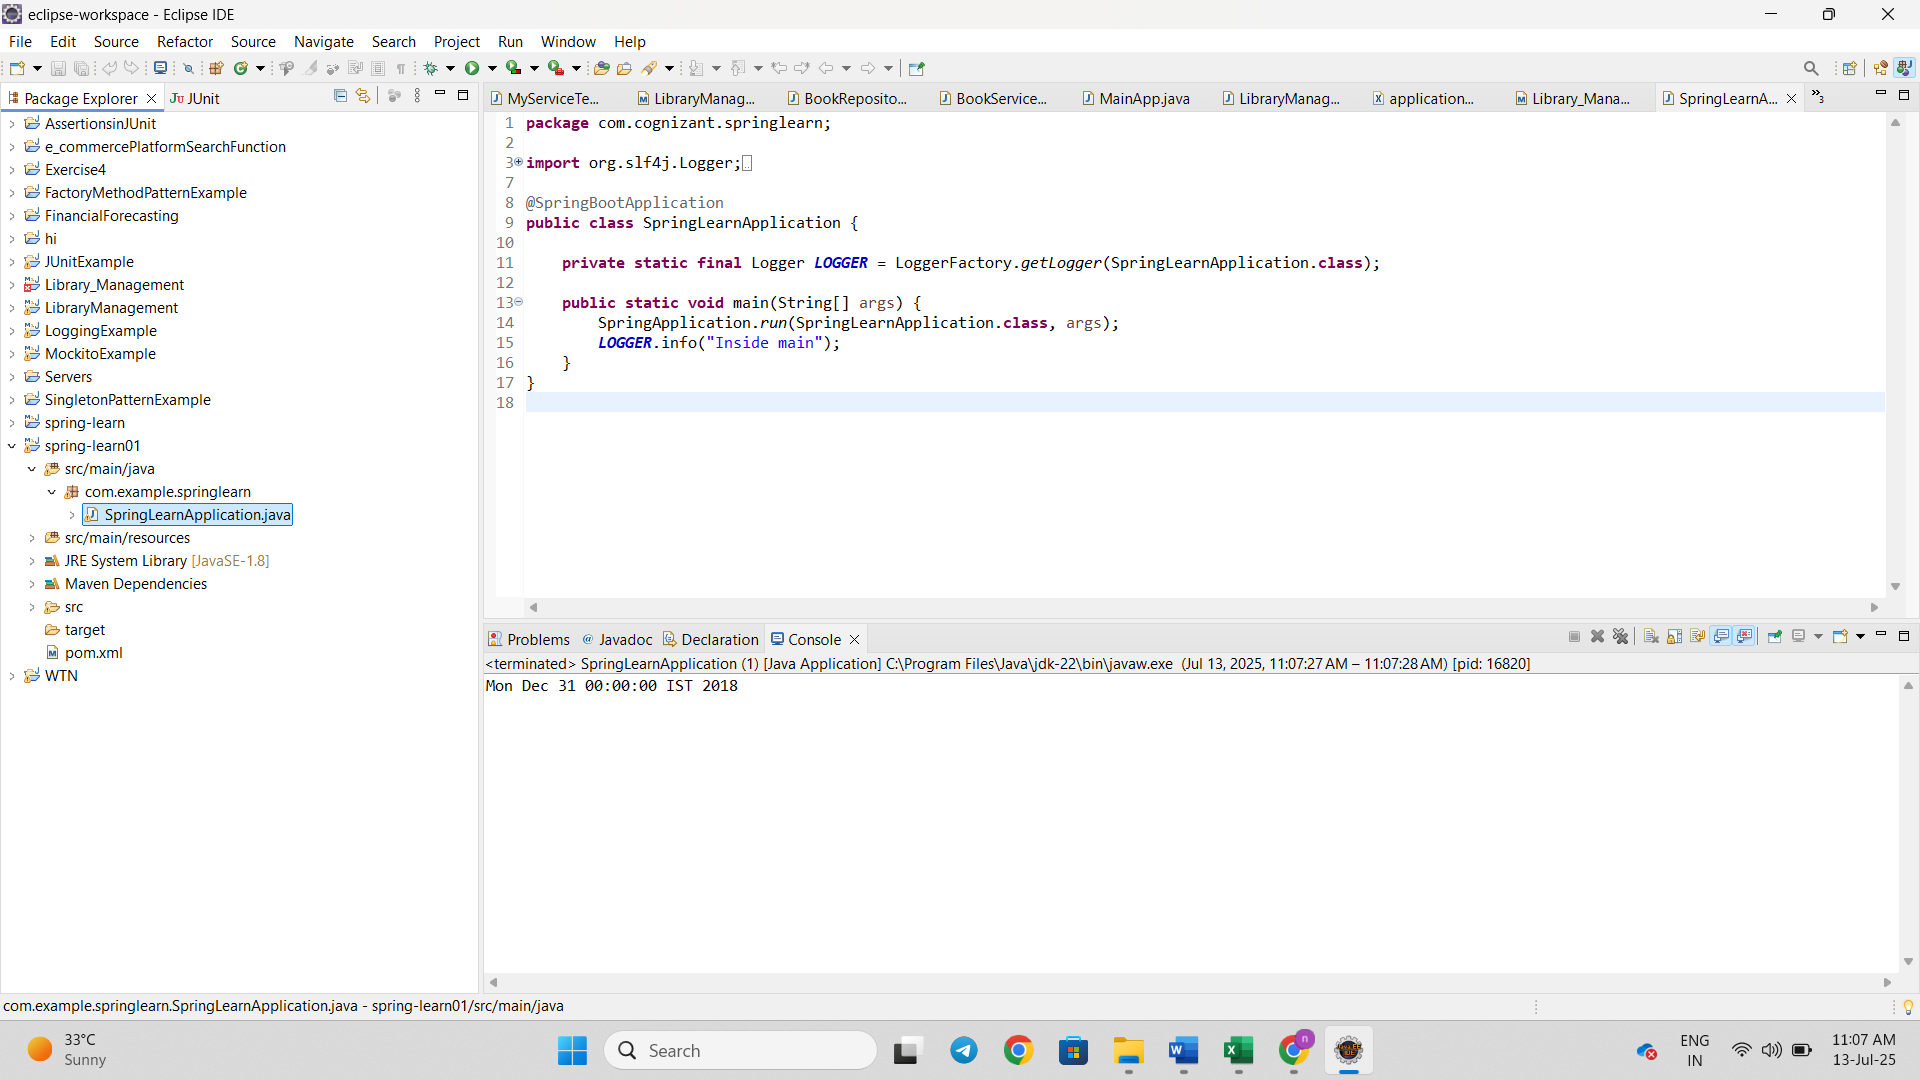 eclipse-workspace - Eclipse IDE
File Edit Source Refactor Source Navigate Search Project Run Window Help
Package Explorer JUnit
MyServiceTe... LibraryManag... BookReposito... BookService... MainApp.java LibraryManag... application... Library_Mana... SpringLearnA... 3
AssertionsinJUnit
e_commercePlatformSearchFunction
Exercise4
FactoryMethodPatternExample
FinancialForecasting
hi
JUnitExample
Library_Management
LibraryManagement
LoggingExample
MockitoExample
Servers
SingletonPatternExample
spring-learn
spring-learn01
src/main/java
com.example.springlearn
SpringLearnApplication.java
src/main/resources
JRE System Library [JavaSE-1.8]
Maven Dependencies
src
target
pom.xml
WTN
1 package com.cognizant.springlearn;
2
3 import org.slf4j.Logger;
7
8 @SpringBootApplication
9 public class SpringLearnApplication {
10
11 private static final Logger LOGGER = LoggerFactory.getLogger(SpringLearnApplication.class);
12
13 public static void main(String[] args) {
14 SpringApplication.run(SpringLearnApplication.class, args);
15 LOGGER.info("Inside main");
16 }
17 }
18
Problems Javadoc Declaration Console
<terminated> SpringLearnApplication (1) [Java Application] C:\Program Files\Java\jdk-22\bin\javaw.exe (Jul 13, 2025, 11:07:27 AM – 11:07:28 AM) [pid: 16820]
Mon Dec 31 00:00:00 IST 2018
com.example.springlearn.SpringLearnApplication.java - spring-learn01/src/main/java
33°C
Sunny
Search
ENG
IN
11:07 AM
13-Jul-25